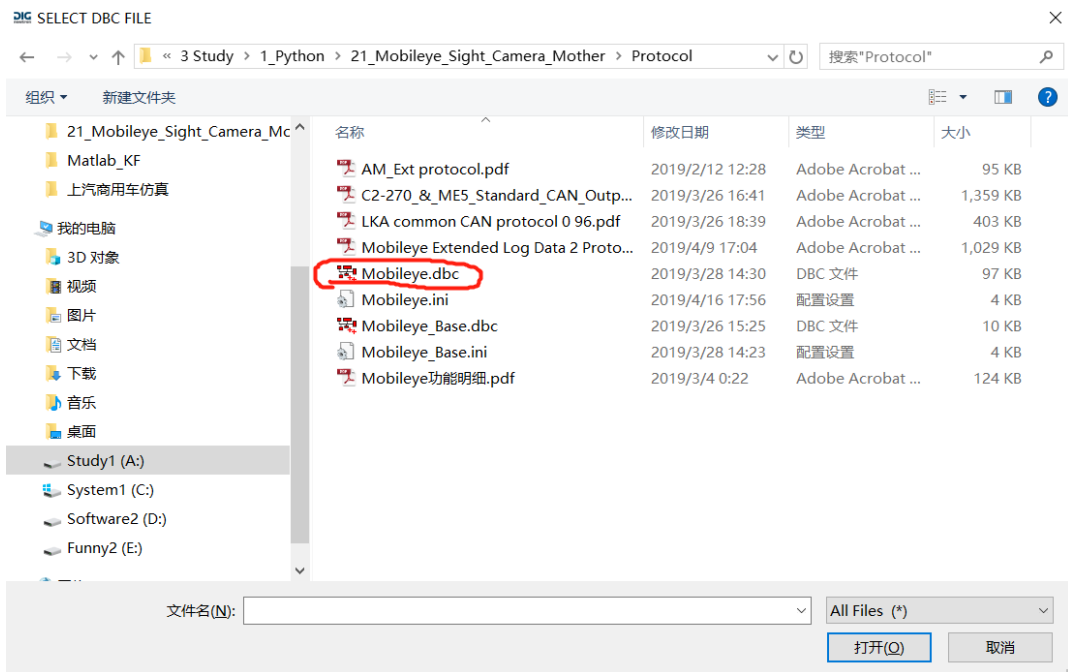 DIG SELECT DBC FILE
« 3 Study › 1_Python › 21_Mobileye_Sight_Camera_Mother › Protocol 搜索"Protocol"
组织 新建文件夹
名称 修改日期 类型 大小
21_Mobileye_Sight_Camera_Mc
Matlab_KF
上汽商用车仿真
我的电脑
3D 对象
视频
图片
文档
下载
音乐
桌面
Study1 (A:)
System1 (C:)
Software2 (D:)
Funny2 (E:)
AM_Ext protocol.pdf 2019/2/12 12:28 Adobe Acrobat ... 95 KB
C2-270_&_ME5_Standard_CAN_Outp... 2019/3/26 16:41 Adobe Acrobat ... 1,359 KB
LKA common CAN protocol 0 96.pdf 2019/3/26 18:39 Adobe Acrobat ... 403 KB
Mobileye Extended Log Data 2 Proto... 2019/4/9 17:04 Adobe Acrobat ... 1,029 KB
Mobileye.dbc 2019/3/28 14:30 DBC 文件 97 KB
Mobileye.ini 2019/4/16 17:56 配置设置 4 KB
Mobileye_Base.dbc 2019/3/26 15:25 DBC 文件 10 KB
Mobileye_Base.ini 2019/3/28 14:23 配置设置 4 KB
Mobileye功能明细.pdf 2019/3/4 0:22 Adobe Acrobat ... 124 KB
文件名(N): All Files (*)
打开(O) 取消